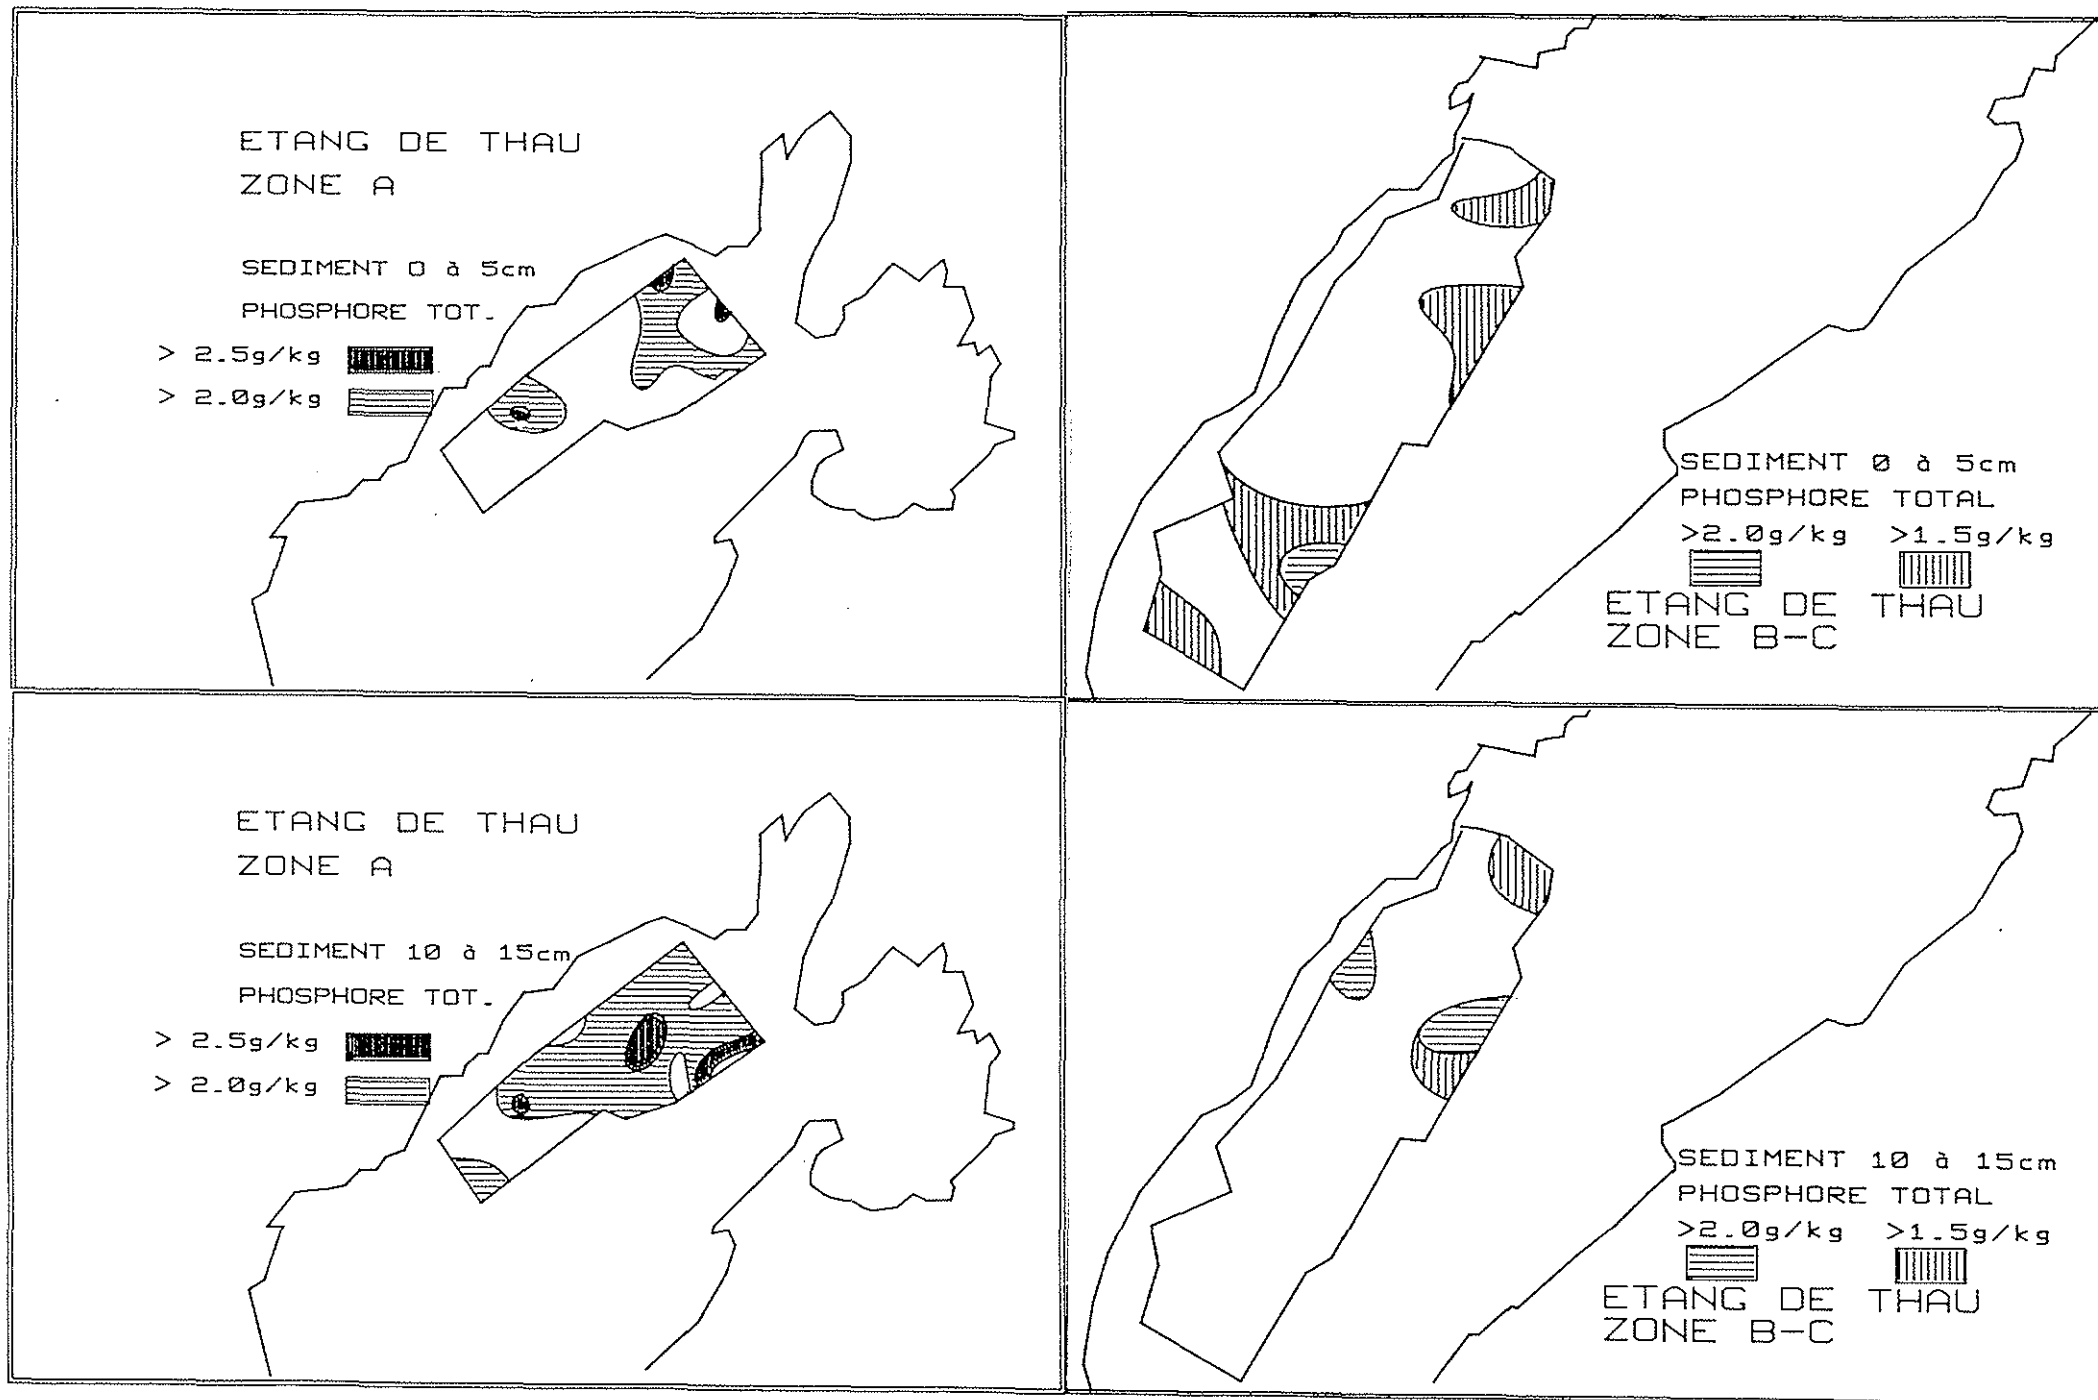 ETANG DE THAU
ZONE A
SEDIMENT 0 à 5cm
PHOSPHORE TOT.
> 2.5g/kg
> 2.0g/kg
SEDIMENT 0 à 5cm
PHOSPHORE TOTAL
>2.0g/kg >1.5g/kg
ETANG DE THAU
ZONE B-C
ETANG DE THAU
ZONE A
SEDIMENT 10 à 15cm
PHOSPHORE TOT.
> 2.5g/kg
> 2.0g/kg
SEDIMENT 10 à 15cm
PHOSPHORE TOTAL
>2.0g/kg >1.5g/kg
ETANG DE THAU
ZONE B-C